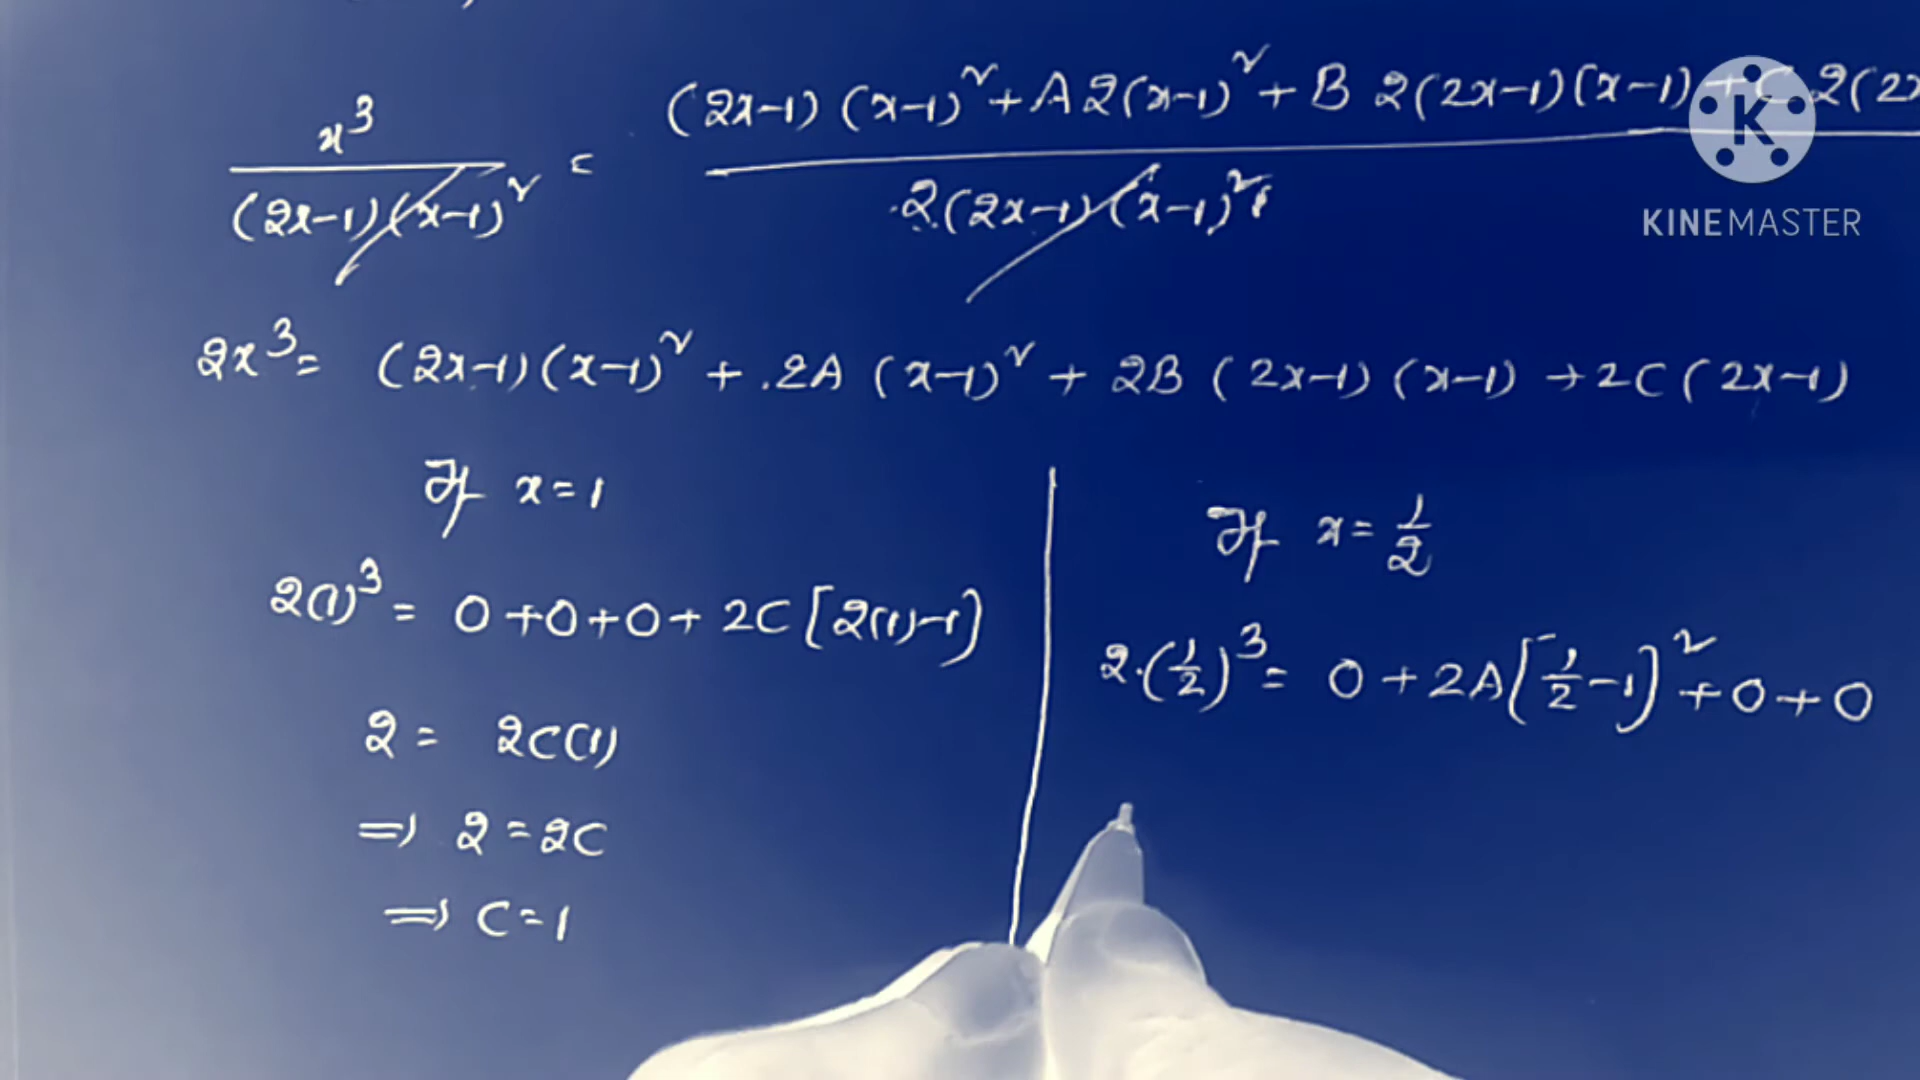 x³/((2x-1)(x-1)²) = ((2x-1)(x-1)² + A 2(x-1)² + B 2(2x-1)(x-1) + C 2(2x
2(2x-1)(x-1)²
KINEMASTER
2x³ = (2x-1)(x-1)² + 2A(x-1)² + 2B(2x-1)(x-1) + 2C(2x-1)
If x=1
2(1)³ = 0+0+0+2C[2(1)-1]
2 = 2C(1)
⇒ 2=2C
⇒ C=1
If x=1/2
2·(1/2)³ = 0+2A[1/2-1]²+0+0